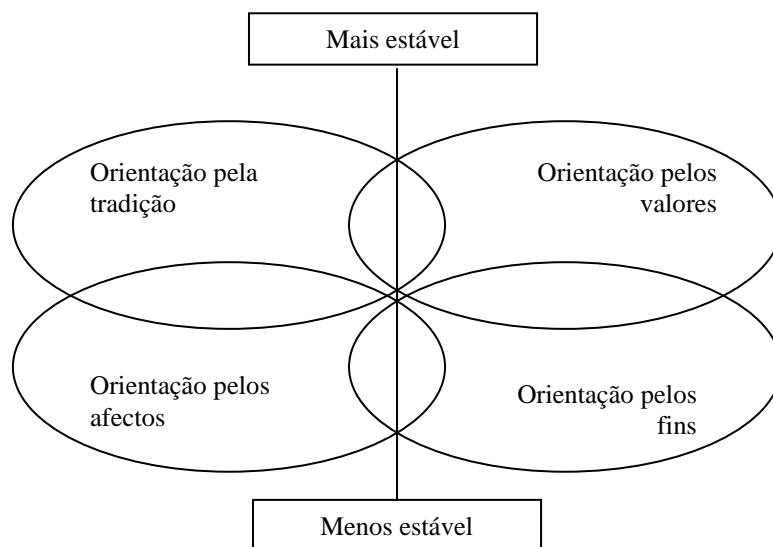 Mais estável
Orientação pela
tradição
Orientação pelos
valores
Orientação pelos
afectos
Orientação pelos
fins
Menos estável